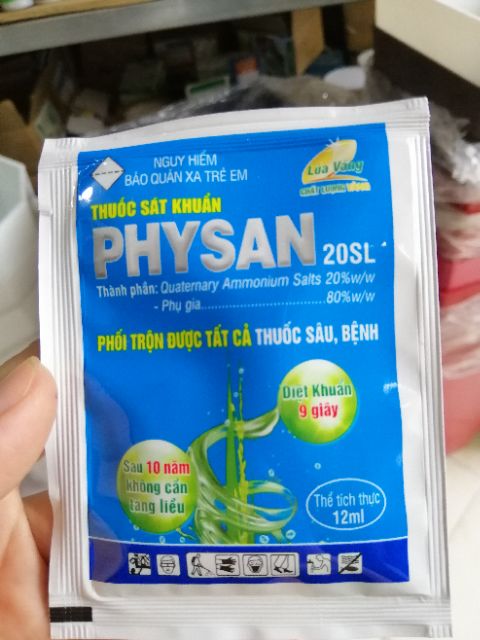 NGUY HIỂM
BẢO QUẢN XA TRẺ EM
Lúa Vàng
CHẤT LƯỢNG VÀNG
THUỐC SÁT KHUẨN
PHYSAN 20SL
Thành phần: Quaternary Ammonium Salts 20%w/w
- Phụ gia..............................80%w/w
PHỐI TRỘN ĐƯỢC TẤT CẢ THUỐC SÂU, BỆNH
Diệt Khuẩn
9 giây
Sau 10 năm
không cần
tăng liều
Thể tích thực
12ml